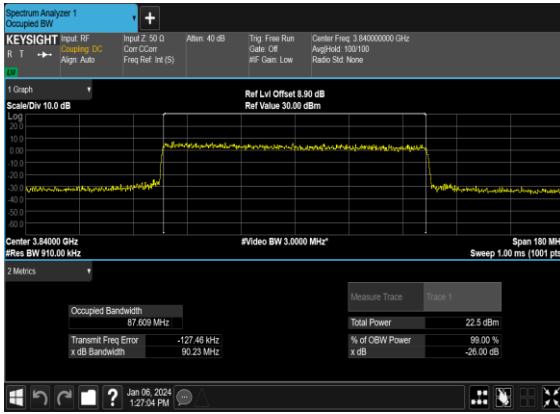 Spectrum Analyzer 1
Occupied BW
+
KEYSIGHT
R T
LVI
Input: RF
Coupling: DC
Align: Auto
Input Z: 50 Ω
Corr CCorr
Freq Ref: Int (S)
Atten: 40 dB
Trig: Free Run
Gate: Off
#IF Gain: Low
Center Freq: 3.840000000 GHz
Avg|Hold: 100/100
Radio Std: None
1 Graph
Scale/Div 10.0 dB
Ref Lvl Offset 8.90 dB
Ref Value 30.00 dBm
Log
20.0
10.0
0.00
-10.0
-20.0
-30.0
-40.0
-50.0
-60.0
Center 3.84000 GHz
#Res BW 910.00 kHz
#Video BW 3.0000 MHz*
Span 180 MH
Sweep 1.00 ms (1001 pts
2 Metrics
Measure Trace
Trace 1
Occupied Bandwidth
87.609 MHz
Total Power
22.5 dBm
Transmit Freq Error
-127.46 kHz
% of OBW Power
99.00 %
x dB Bandwidth
90.23 MHz
x dB
-26.00 dB
?
Jan 06, 2024
1:27:04 PM